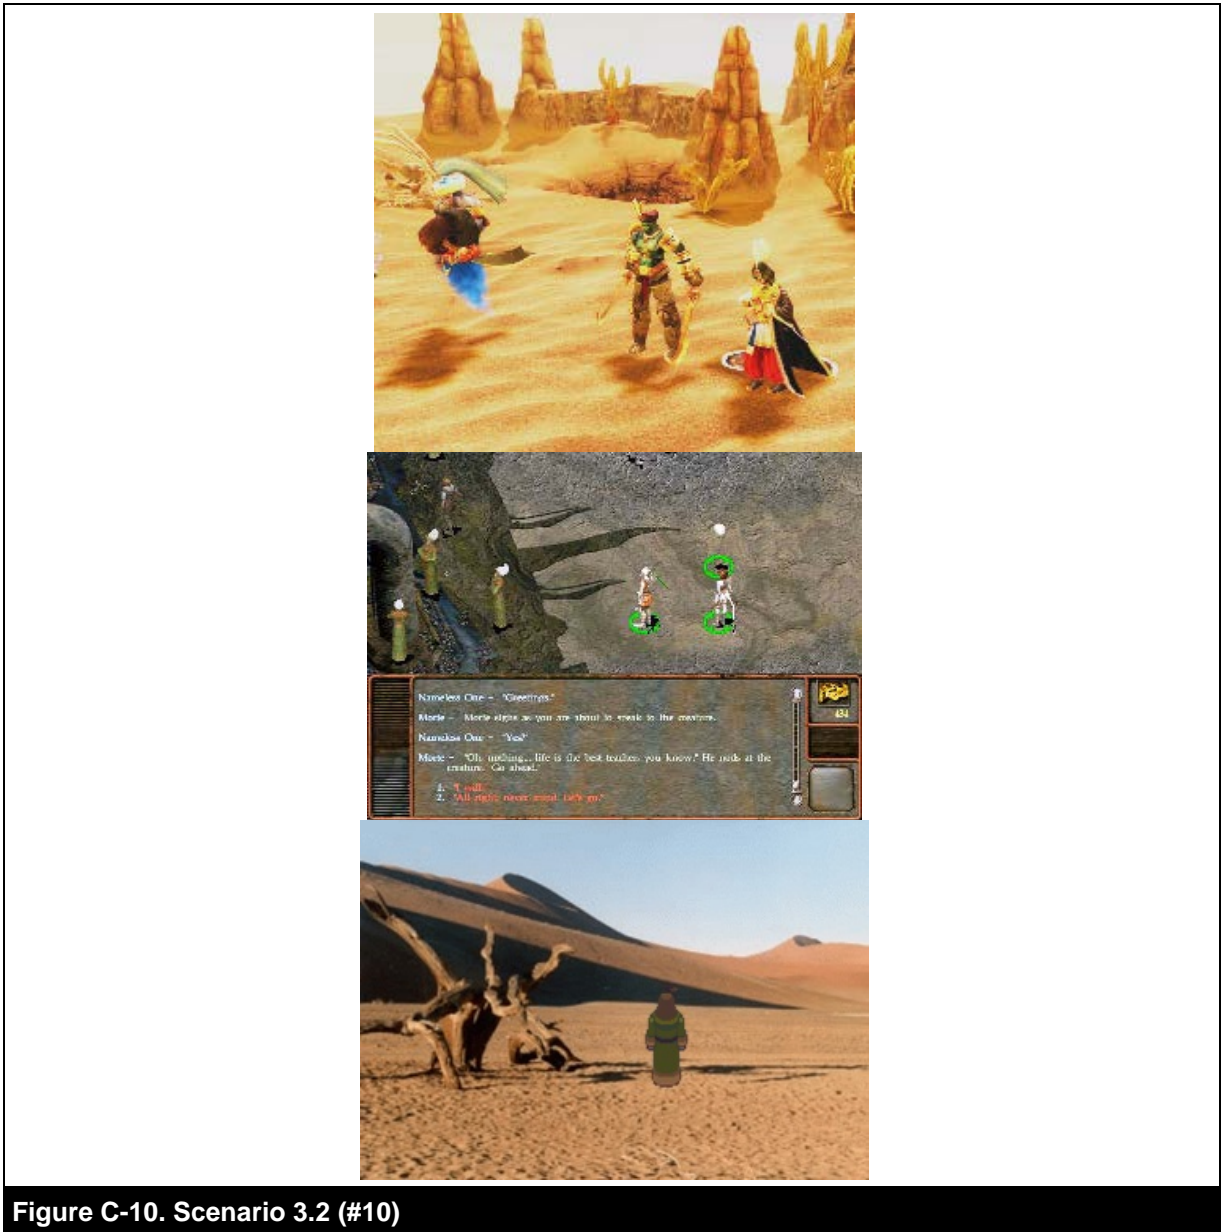 Nameless One - "Greetings."
Morte - Morte sighs as you are about to speak to the creature.
Nameless One - "Yes?"
Morte - "Oh, nothing... life is the best teacher, you know." He nods at the
creature. Go ahead."
1. "I will."
2. "All right, never mind. Let's go."
434
Figure C-10. Scenario 3.2 (#10)